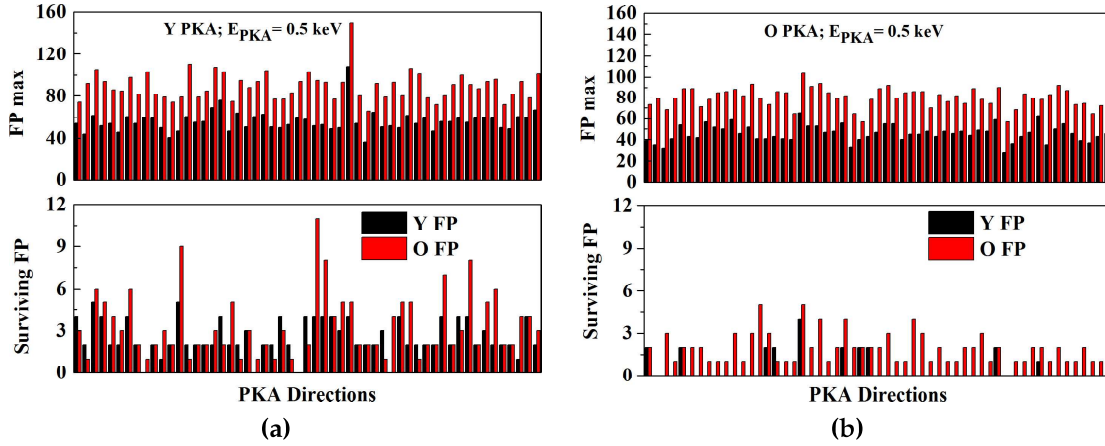 Y PKA; E_PKA = 0.5 keV
FP max
160
120
80
40
0
Surviving FP
12
9
6
3
0
Y FP
O FP
PKA Directions
(a)
O PKA; E_PKA = 0.5 keV
FP max
160
140
120
100
80
60
40
20
0
Surviving FP
12
9
6
3
0
Y FP
O FP
PKA Directions
(b)